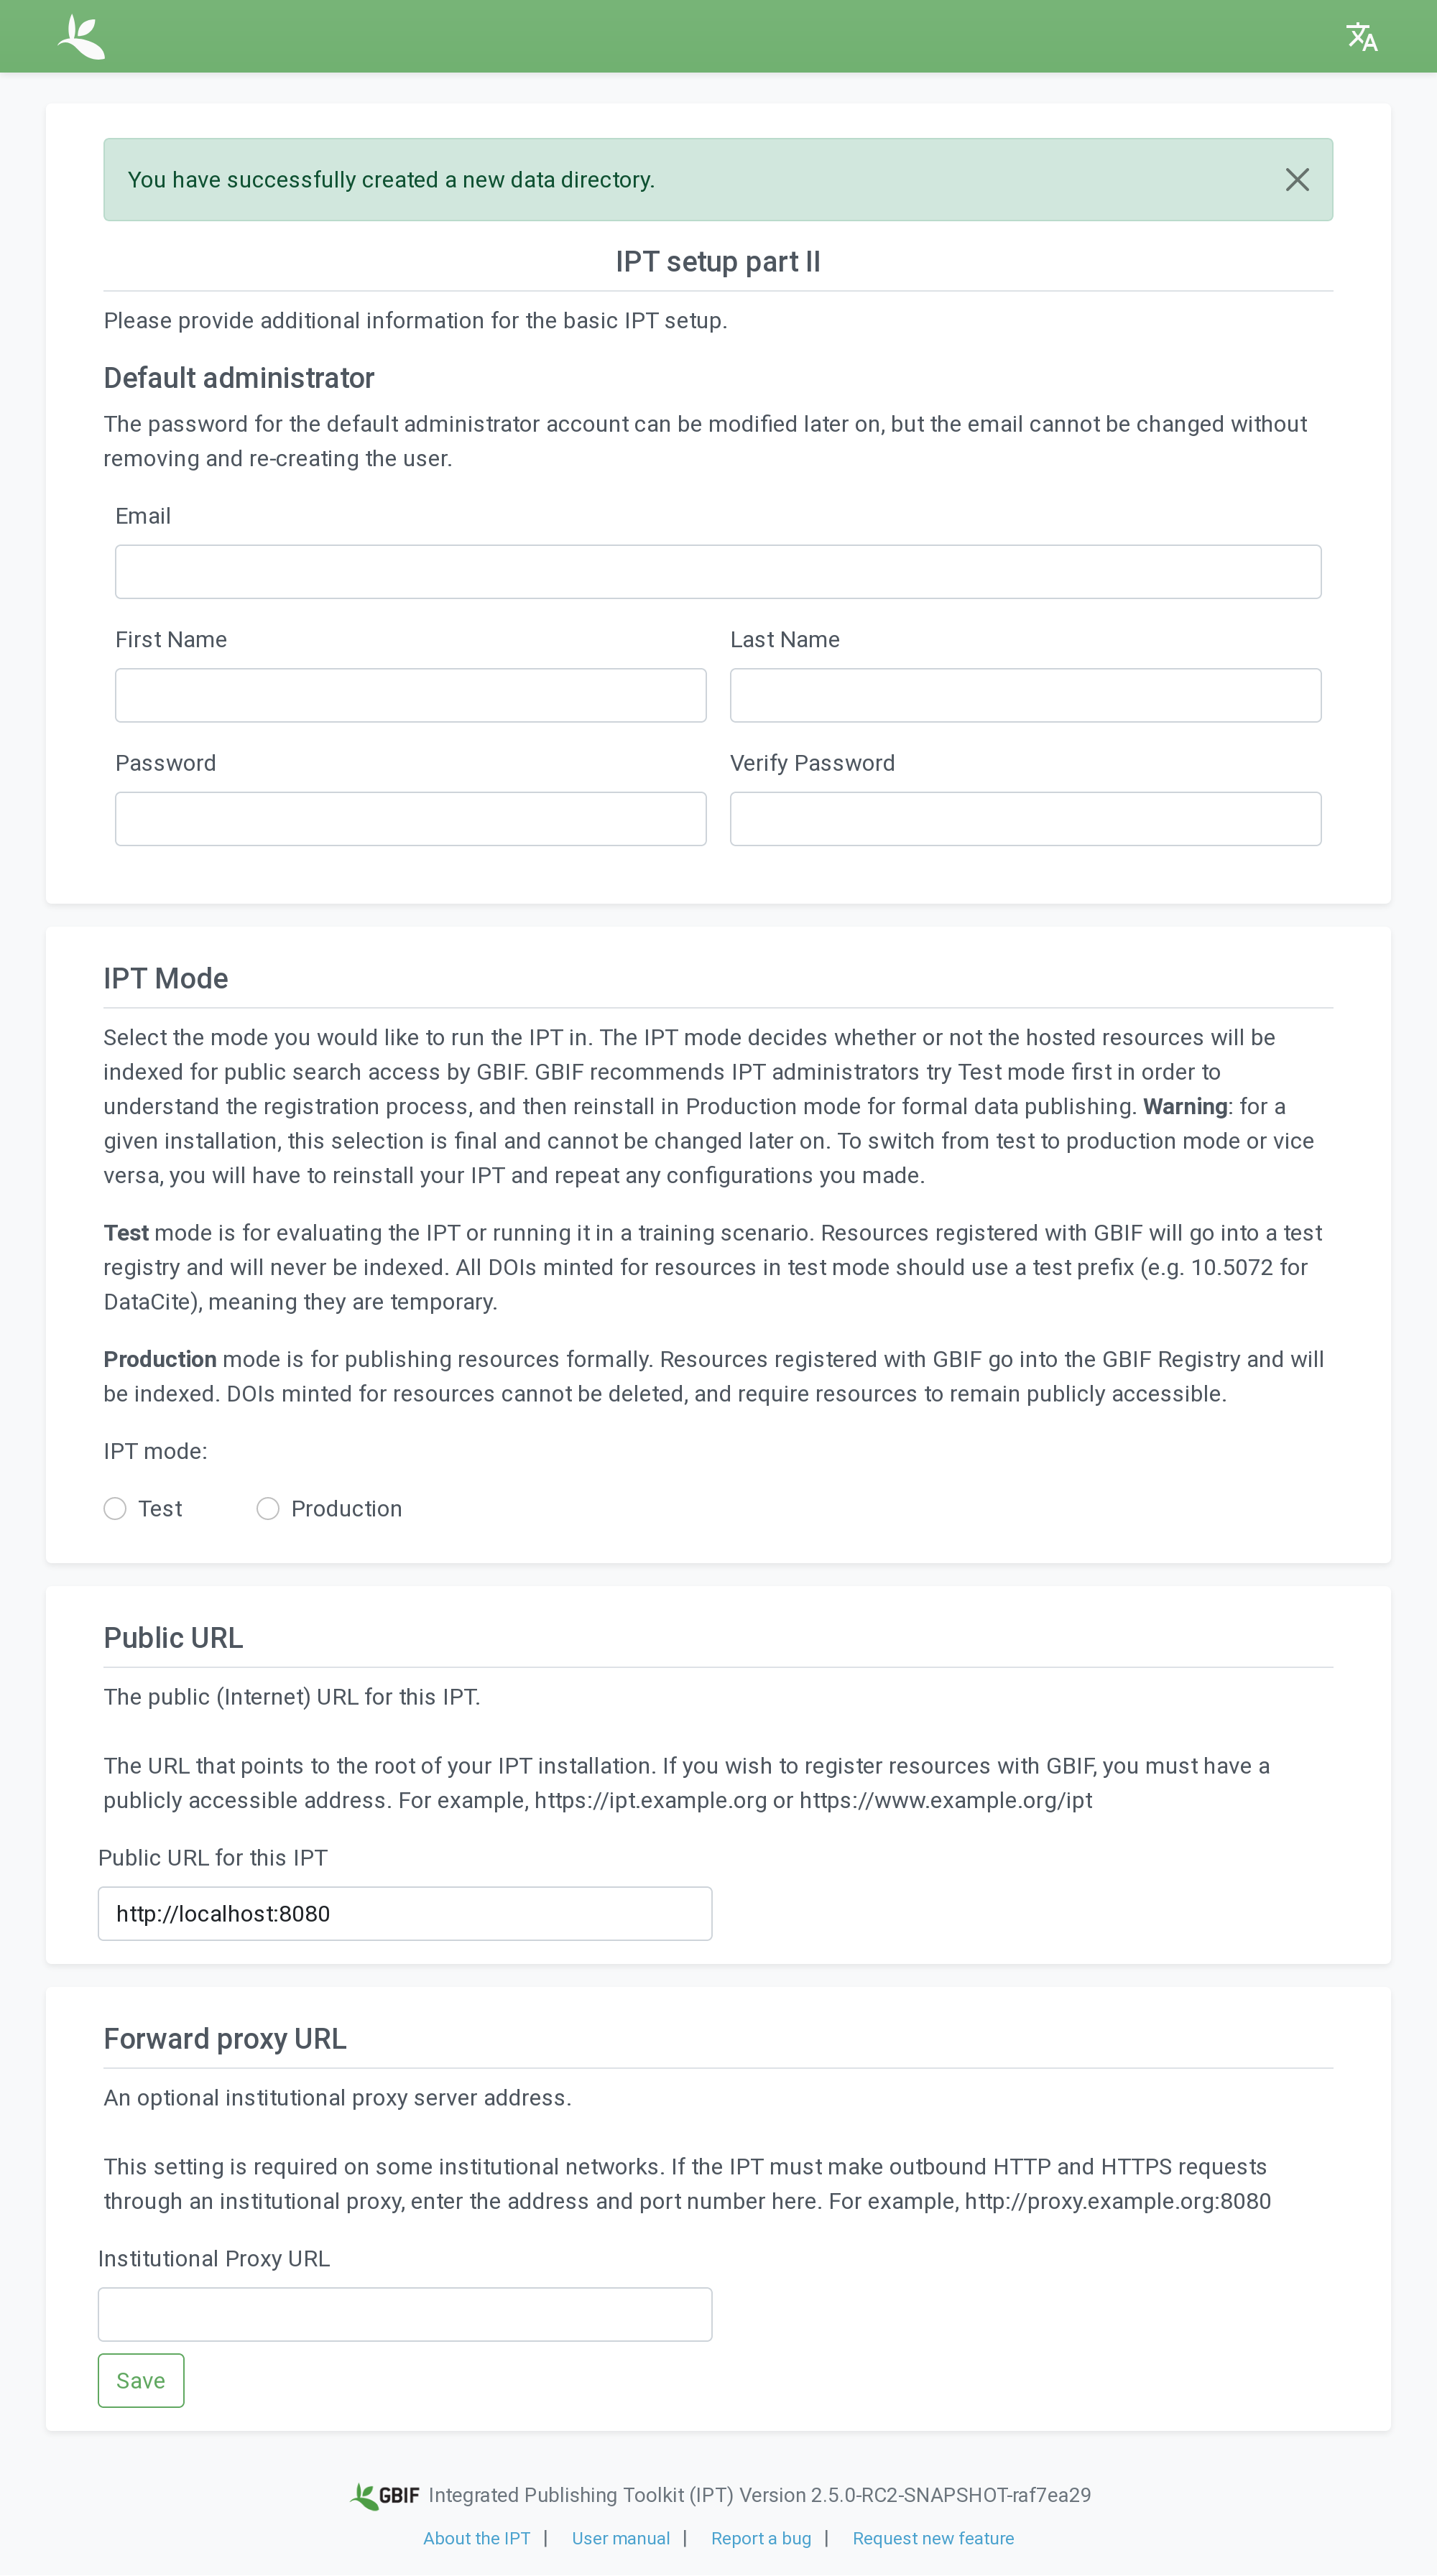 You have successfully created a new data directory.
IPT setup part II
Please provide additional information for the basic IPT setup.
Default administrator
The password for the default administrator account can be modified later on, but the email cannot be changed without
removing and re-creating the user.
Email
First Name
Last Name
Password
Verify Password
IPT Mode
Select the mode you would like to run the IPT in. The IPT mode decides whether or not the hosted resources will be
indexed for public search access by GBIF. GBIF recommends IPT administrators try Test mode first in order to
understand the registration process, and then reinstall in Production mode for formal data publishing. Warning: for a
given installation, this selection is final and cannot be changed later on. To switch from test to production mode or vice
versa, you will have to reinstall your IPT and repeat any configurations you made.
Test mode is for evaluating the IPT or running it in a training scenario. Resources registered with GBIF will go into a test
registry and will never be indexed. All DOIs minted for resources in test mode should use a test prefix (e.g. 10.5072 for
DataCite), meaning they are temporary.
Production mode is for publishing resources formally. Resources registered with GBIF go into the GBIF Registry and will
be indexed. DOIs minted for resources cannot be deleted, and require resources to remain publicly accessible.
IPT mode:
Test
Production
Public URL
The public (Internet) URL for this IPT.
The URL that points to the root of your IPT installation. If you wish to register resources with GBIF, you must have a
publicly accessible address. For example, https://ipt.example.org or https://www.example.org/ipt
Public URL for this IPT
http://localhost:8080
Forward proxy URL
An optional institutional proxy server address.
This setting is required on some institutional networks. If the IPT must make outbound HTTP and HTTPS requests
through an institutional proxy, enter the address and port number here. For example, http://proxy.example.org:8080
Institutional Proxy URL
Save
GBIF Integrated Publishing Toolkit (IPT) Version 2.5.0-RC2-SNAPSHOT-raf7ea29
About the IPT | User manual | Report a bug | Request new feature